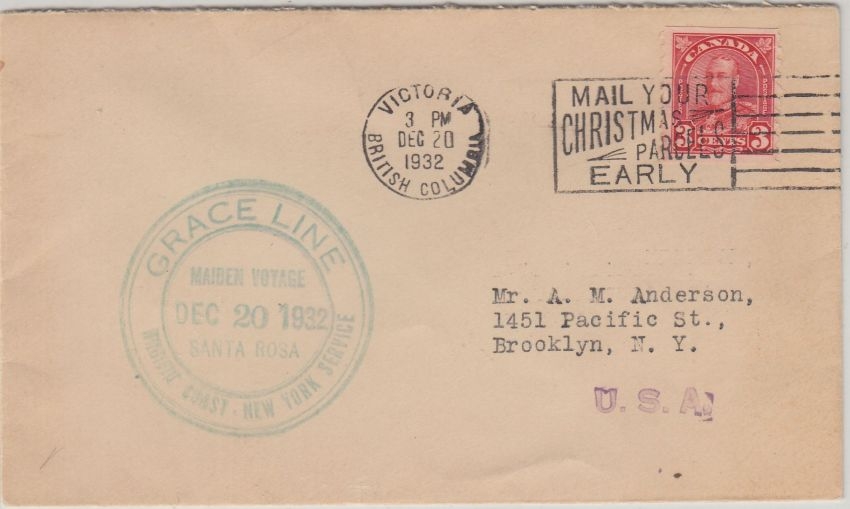 CANADA
3 CENTS 3
VICTORIA
3 PM
DEC 20
1932
BRITISH COLUMBIA
MAIL YOUR
CHRISTMAS
PARCELS
EARLY
GRACE LINE
MAIDEN VOYAGE
DEC 20 1932
SANTA ROSA
COAST - NEW YORK SERVICE
Mr. A. M. Anderson,
1451 Pacific St.,
Brooklyn, N. Y.
U.S.A.